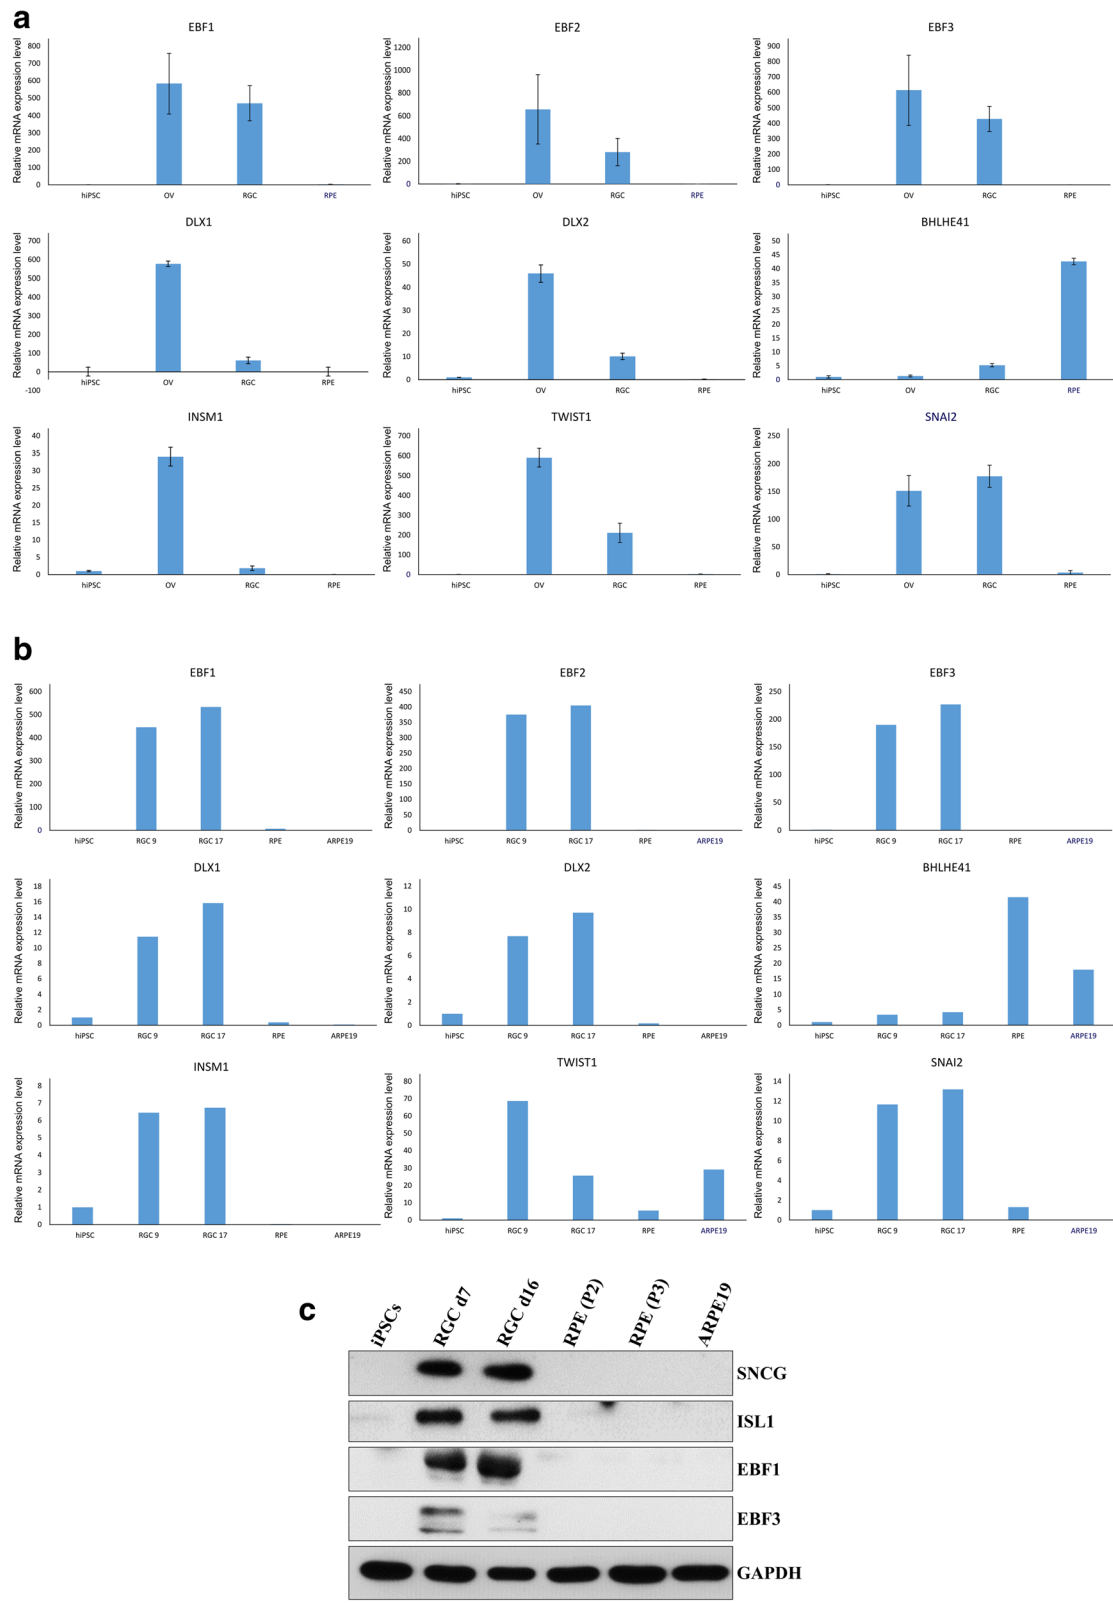 a
EBF1
EBF2
EBF3
Relative mRNA expression level
800
700
600
500
400
300
200
100
0
hiPSC OV RGC RPE
Relative mRNA expression level
1200
1000
800
600
400
200
0
hiPSC OV RGC RPE
Relative mRNA expression level
900
800
700
600
500
400
300
200
100
0
hiPSC OV RGC RPE
DLX1
DLX2
BHLHE41
Relative mRNA expression level
700
600
500
400
300
200
100
0
-100
hiPSC OV RGC RPE
Relative mRNA expression level
60
50
40
30
20
10
0
hiPSC OV RGC RPE
Relative mRNA expression level
50
45
40
35
30
25
20
15
10
5
0
hiPSC OV RGC RPE
INSM1
TWIST1
SNAI2
Relative mRNA expression level
40
35
30
25
20
15
10
5
0
hiPSC OV RGC RPE
Relative mRNA expression level
700
600
500
400
300
200
100
0
hiPSC OV RGC RPE
Relative mRNA expression level
250
200
150
100
50
0
hiPSC OV RGC RPE
b
EBF1
EBF2
EBF3
Relative mRNA expression level
600
500
400
300
200
100
0
hiPSC RGC 9 RGC 17 RPE ARPE19
Relative mRNA expression level
450
400
350
300
250
200
150
100
50
0
hiPSC RGC 9 RGC 17 RPE ARPE19
Relative mRNA expression level
250
200
150
100
50
0
hiPSC RGC 9 RGC 17 RPE ARPE19
DLX1
DLX2
BHLHE41
Relative mRNA expression level
18
16
14
12
10
8
6
4
2
0
hiPSC RGC 9 RGC 17 RPE ARPE19
Relative mRNA expression level
12
10
8
6
4
2
0
hiPSC RGC 9 RGC 17 RPE ARPE19
Relative mRNA expression level
45
40
35
30
25
20
15
10
5
0
hiPSC RGC 9 RGC 17 RPE ARPE19
INSM1
TWIST1
SNAI2
Relative mRNA expression level
8
7
6
5
4
3
2
1
0
hiPSC RGC 9 RGC 17 RPE ARPE19
Relative mRNA expression level
80
70
60
50
40
30
20
10
0
hiPSC RGC 9 RGC 17 RPE ARPE19
Relative mRNA expression level
14
12
10
8
6
4
2
0
hiPSC RGC 9 RGC 17 RPE ARPE19
c
iPSCs
RGC d7
RGC d16
RPE (P2)
RPE (P3)
ARPE19
SNCG
ISL1
EBF1
EBF3
GAPDH